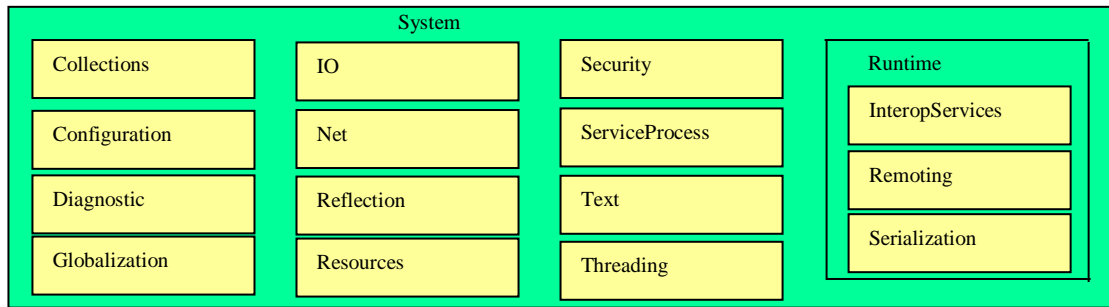 System
Collections
Configuration
Diagnostic
Globalization
IO
Net
Reflection
Resources
Security
ServiceProcess
Text
Threading
Runtime
InteropServices
Remoting
Serialization